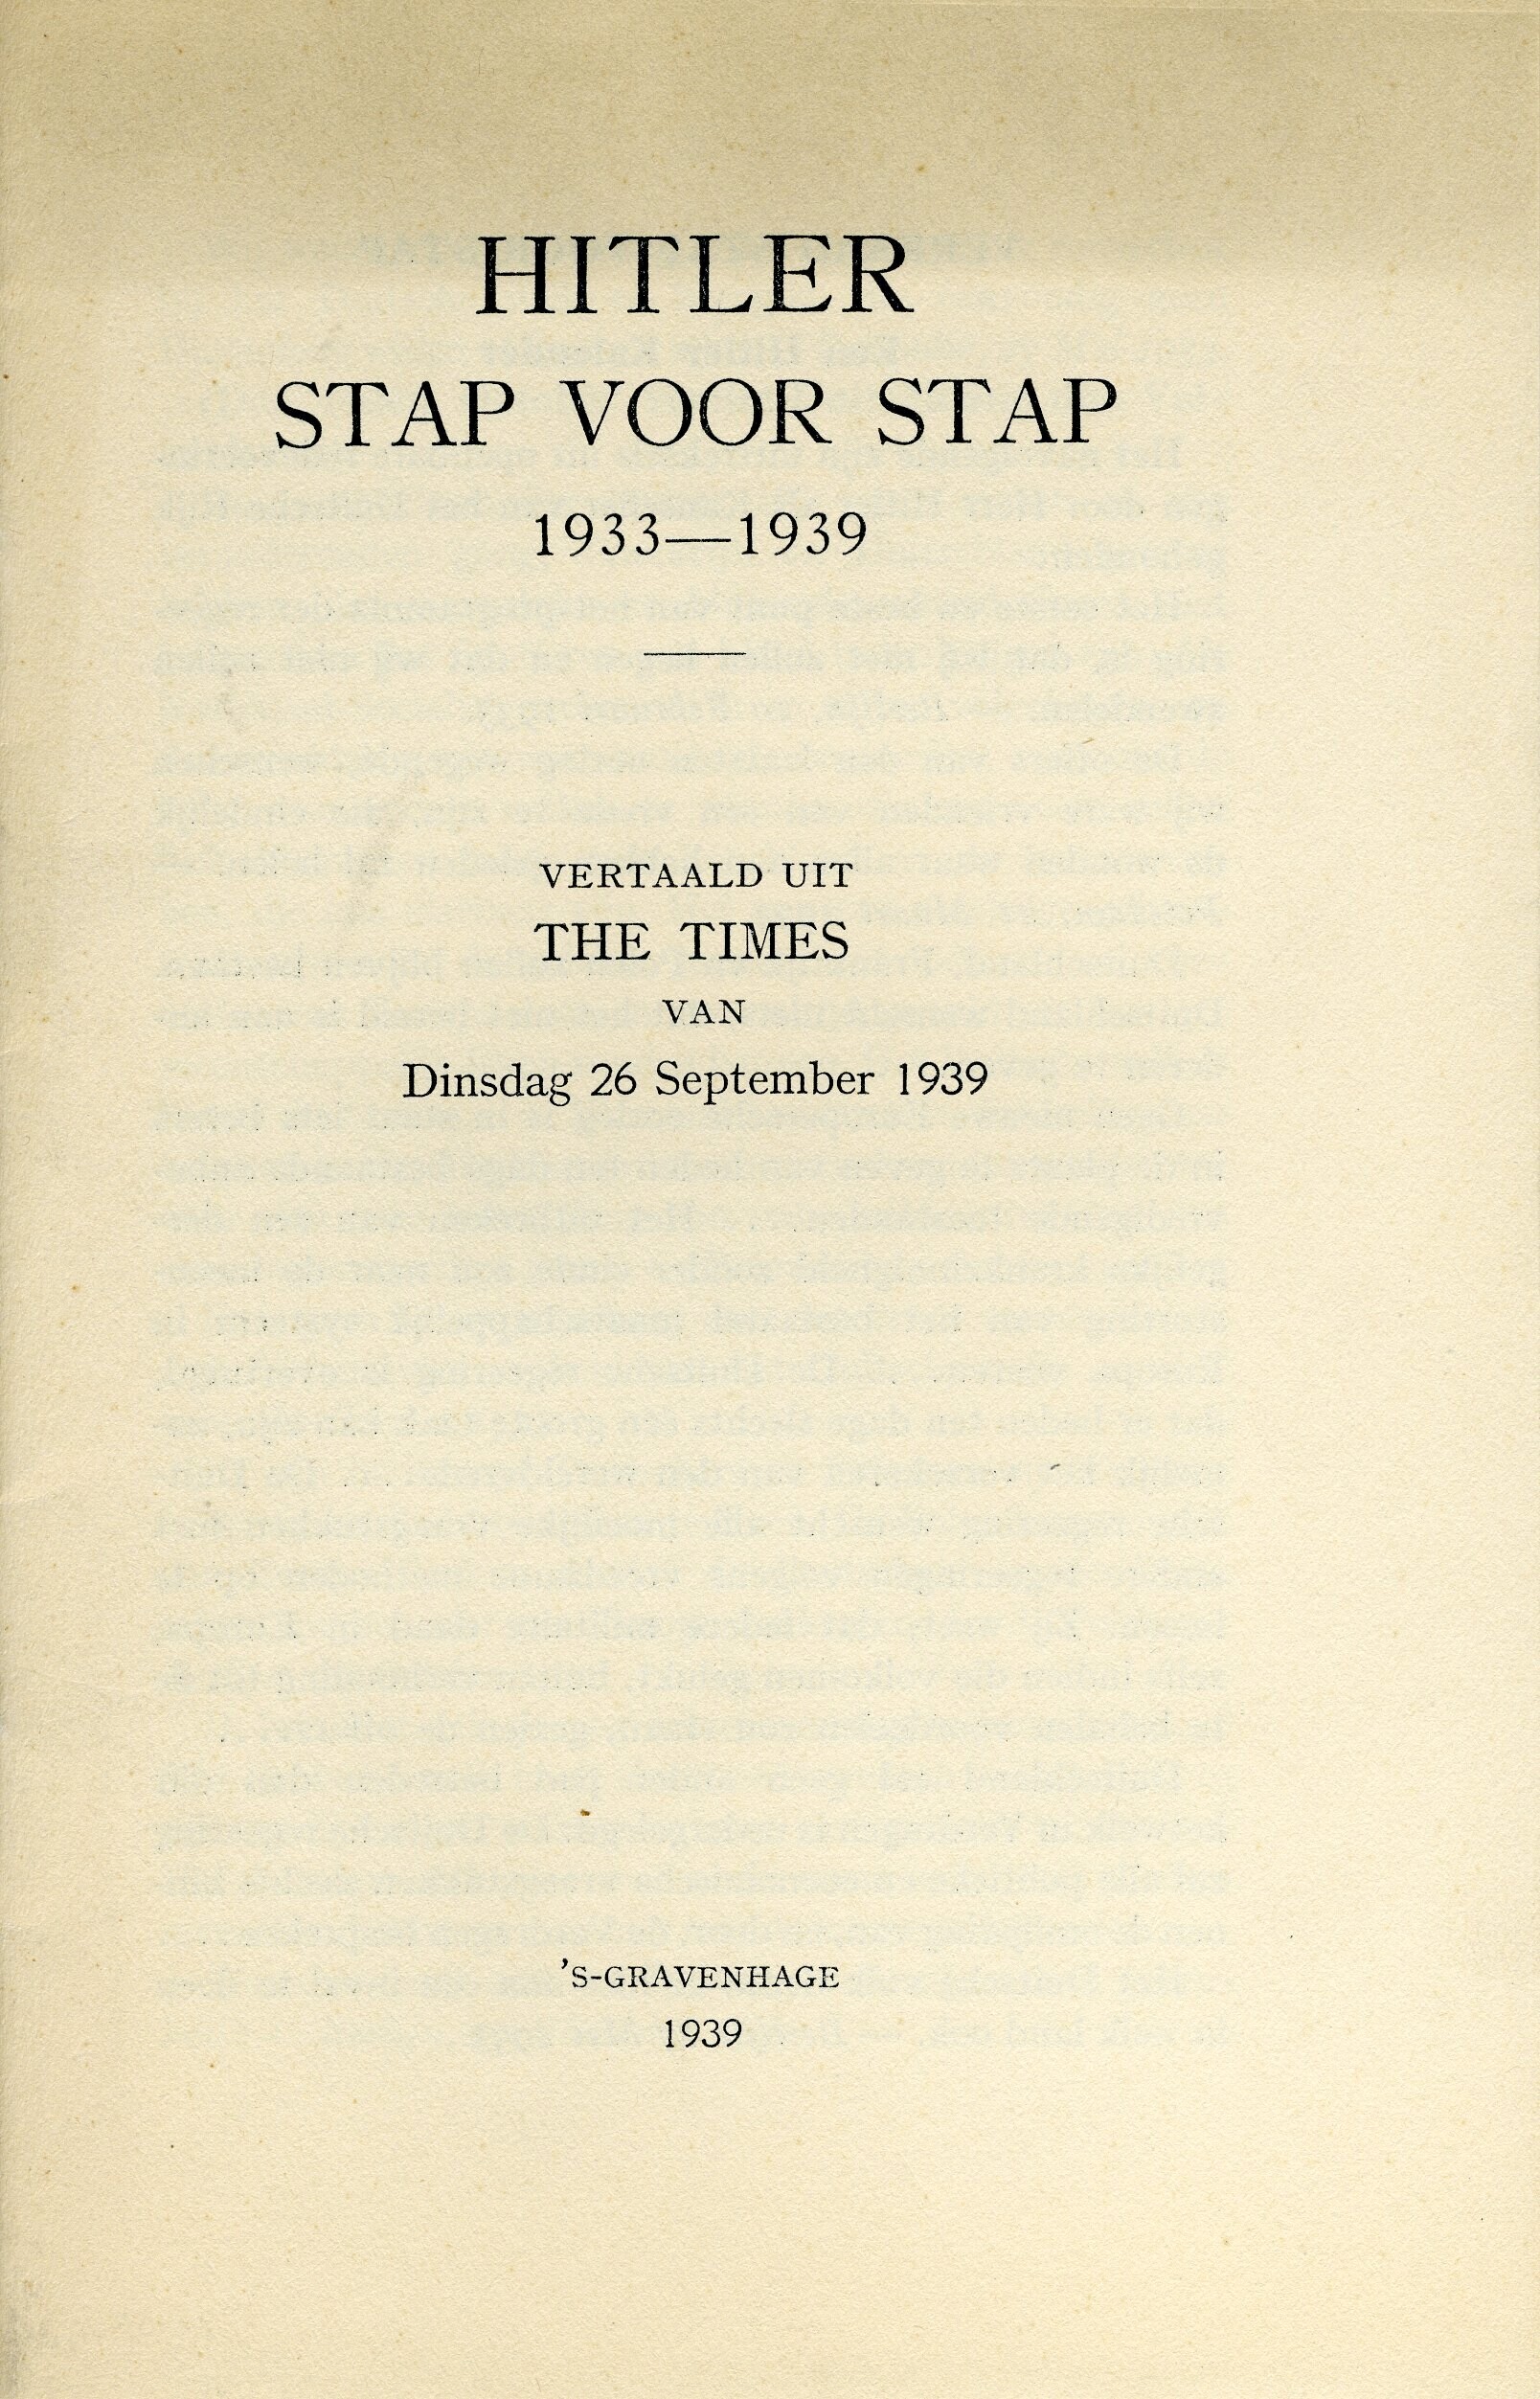 HITLER
STAP VOOR STAP
1933—1939
VERTAALD UIT
THE TIMES
VAN
Dinsdag 26 September 1939
'S-GRAVENHAGE
1939